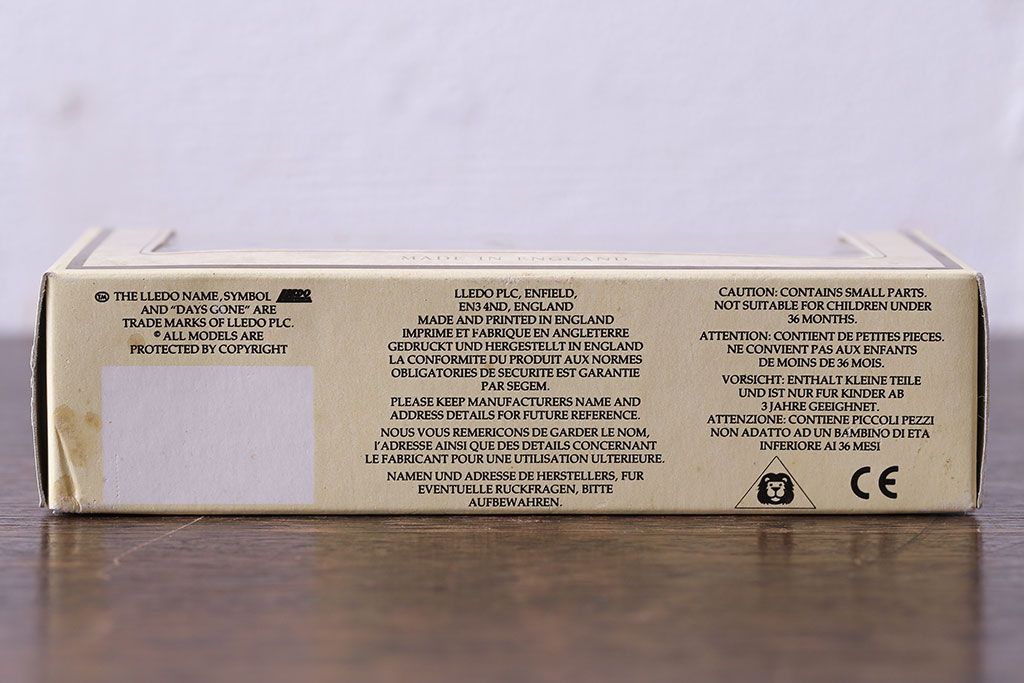 MADE IN ENGLAND
™ THE LLEDO NAME, SYMBOL LLEDO
AND "DAYS GONE" ARE
TRADE MARKS OF LLEDO PLC.
© ALL MODELS ARE
PROTECTED BY COPYRIGHT
LLEDO PLC, ENFIELD,
EN3 4ND, ENGLAND
MADE AND PRINTED IN ENGLAND
IMPRIME ET FABRIQUE EN ANGLETERRE
GEDRUCKT UND HERGESTELLT IN ENGLAND
LA CONFORMITE DU PRODUIT AUX NORMES
OBLIGATORIES DE SECURITE EST GARANTIE
PAR SEGEM.
PLEASE KEEP MANUFACTURERS NAME AND
ADDRESS DETAILS FOR FUTURE REFERENCE.
NOUS VOUS REMERICONS DE GARDER LE NOM,
l'ADRESSE AINSI QUE DES DETAILS CONCERNANT
LE FABRICANT POUR UNE UTILISATION ULTERIEURE.
NAMEN UND ADRESSE DE HERSTELLERS, FUR
EVENTUELLE RUCKFRAGEN, BITTE
AUFBEWAHREN.
CAUTION: CONTAINS SMALL PARTS.
NOT SUITABLE FOR CHILDREN UNDER
36 MONTHS.
ATTENTION: CONTIENT DE PETITES PIECES.
NE CONVIENT PAS AUX ENFANTS
DE MOINS DE 36 MOIS.
VORSICHT: ENTHALT KLEINE TEILE
UND IST NUR FUR KINDER AB
3 JAHRE GEEIGHNET.
ATTENZIONE: CONTIENE PICCOLI PEZZI
NON ADATTO AD UN BAMBINO DI ETA
INFERIORE AI 36 MESI
CE